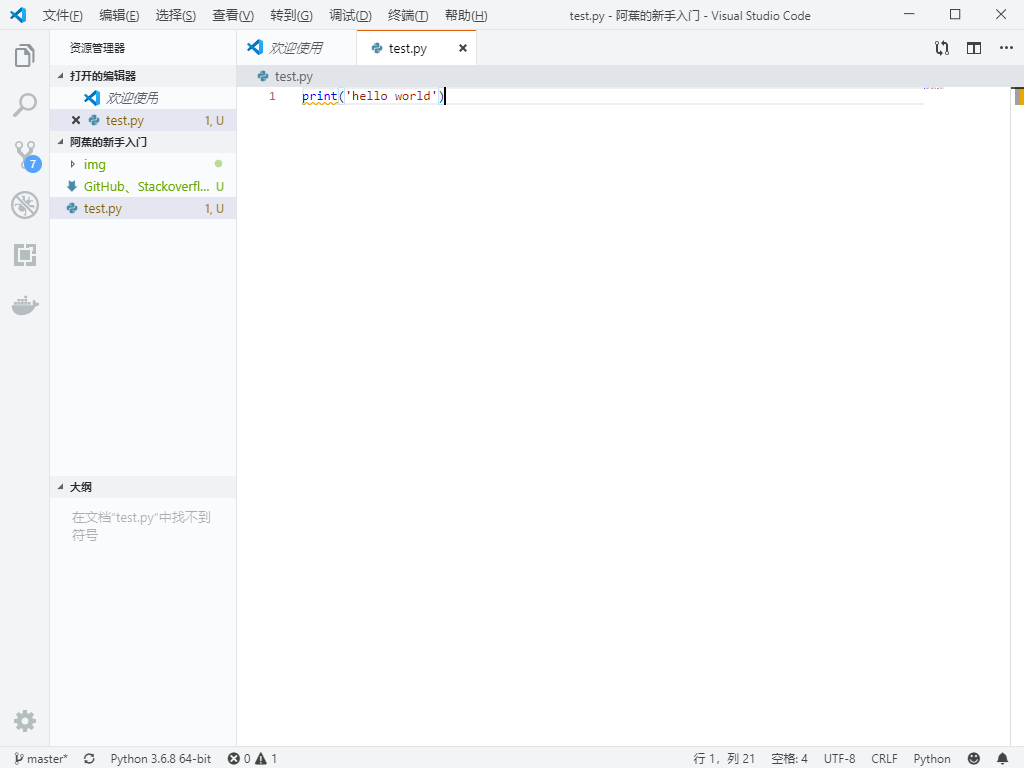 文件(F) 编辑(E) 选择(S) 查看(V) 转到(G) 调试(D) 终端(T) 帮助(H) test.py - 阿蕉的新手入门 - Visual Studio Code
资源管理器
打开的编辑器
欢迎使用
test.py 1, U
阿蕉的新手入门
img
GitHub、Stackoverfl... U
test.py 1, U
7
大纲
在文档"test.py"中找不到
符号
欢迎使用 test.py
test.py
1 print('hello world')
master* Python 3.6.8 64-bit 0 1 行 1，列 21 空格: 4 UTF-8 CRLF Python